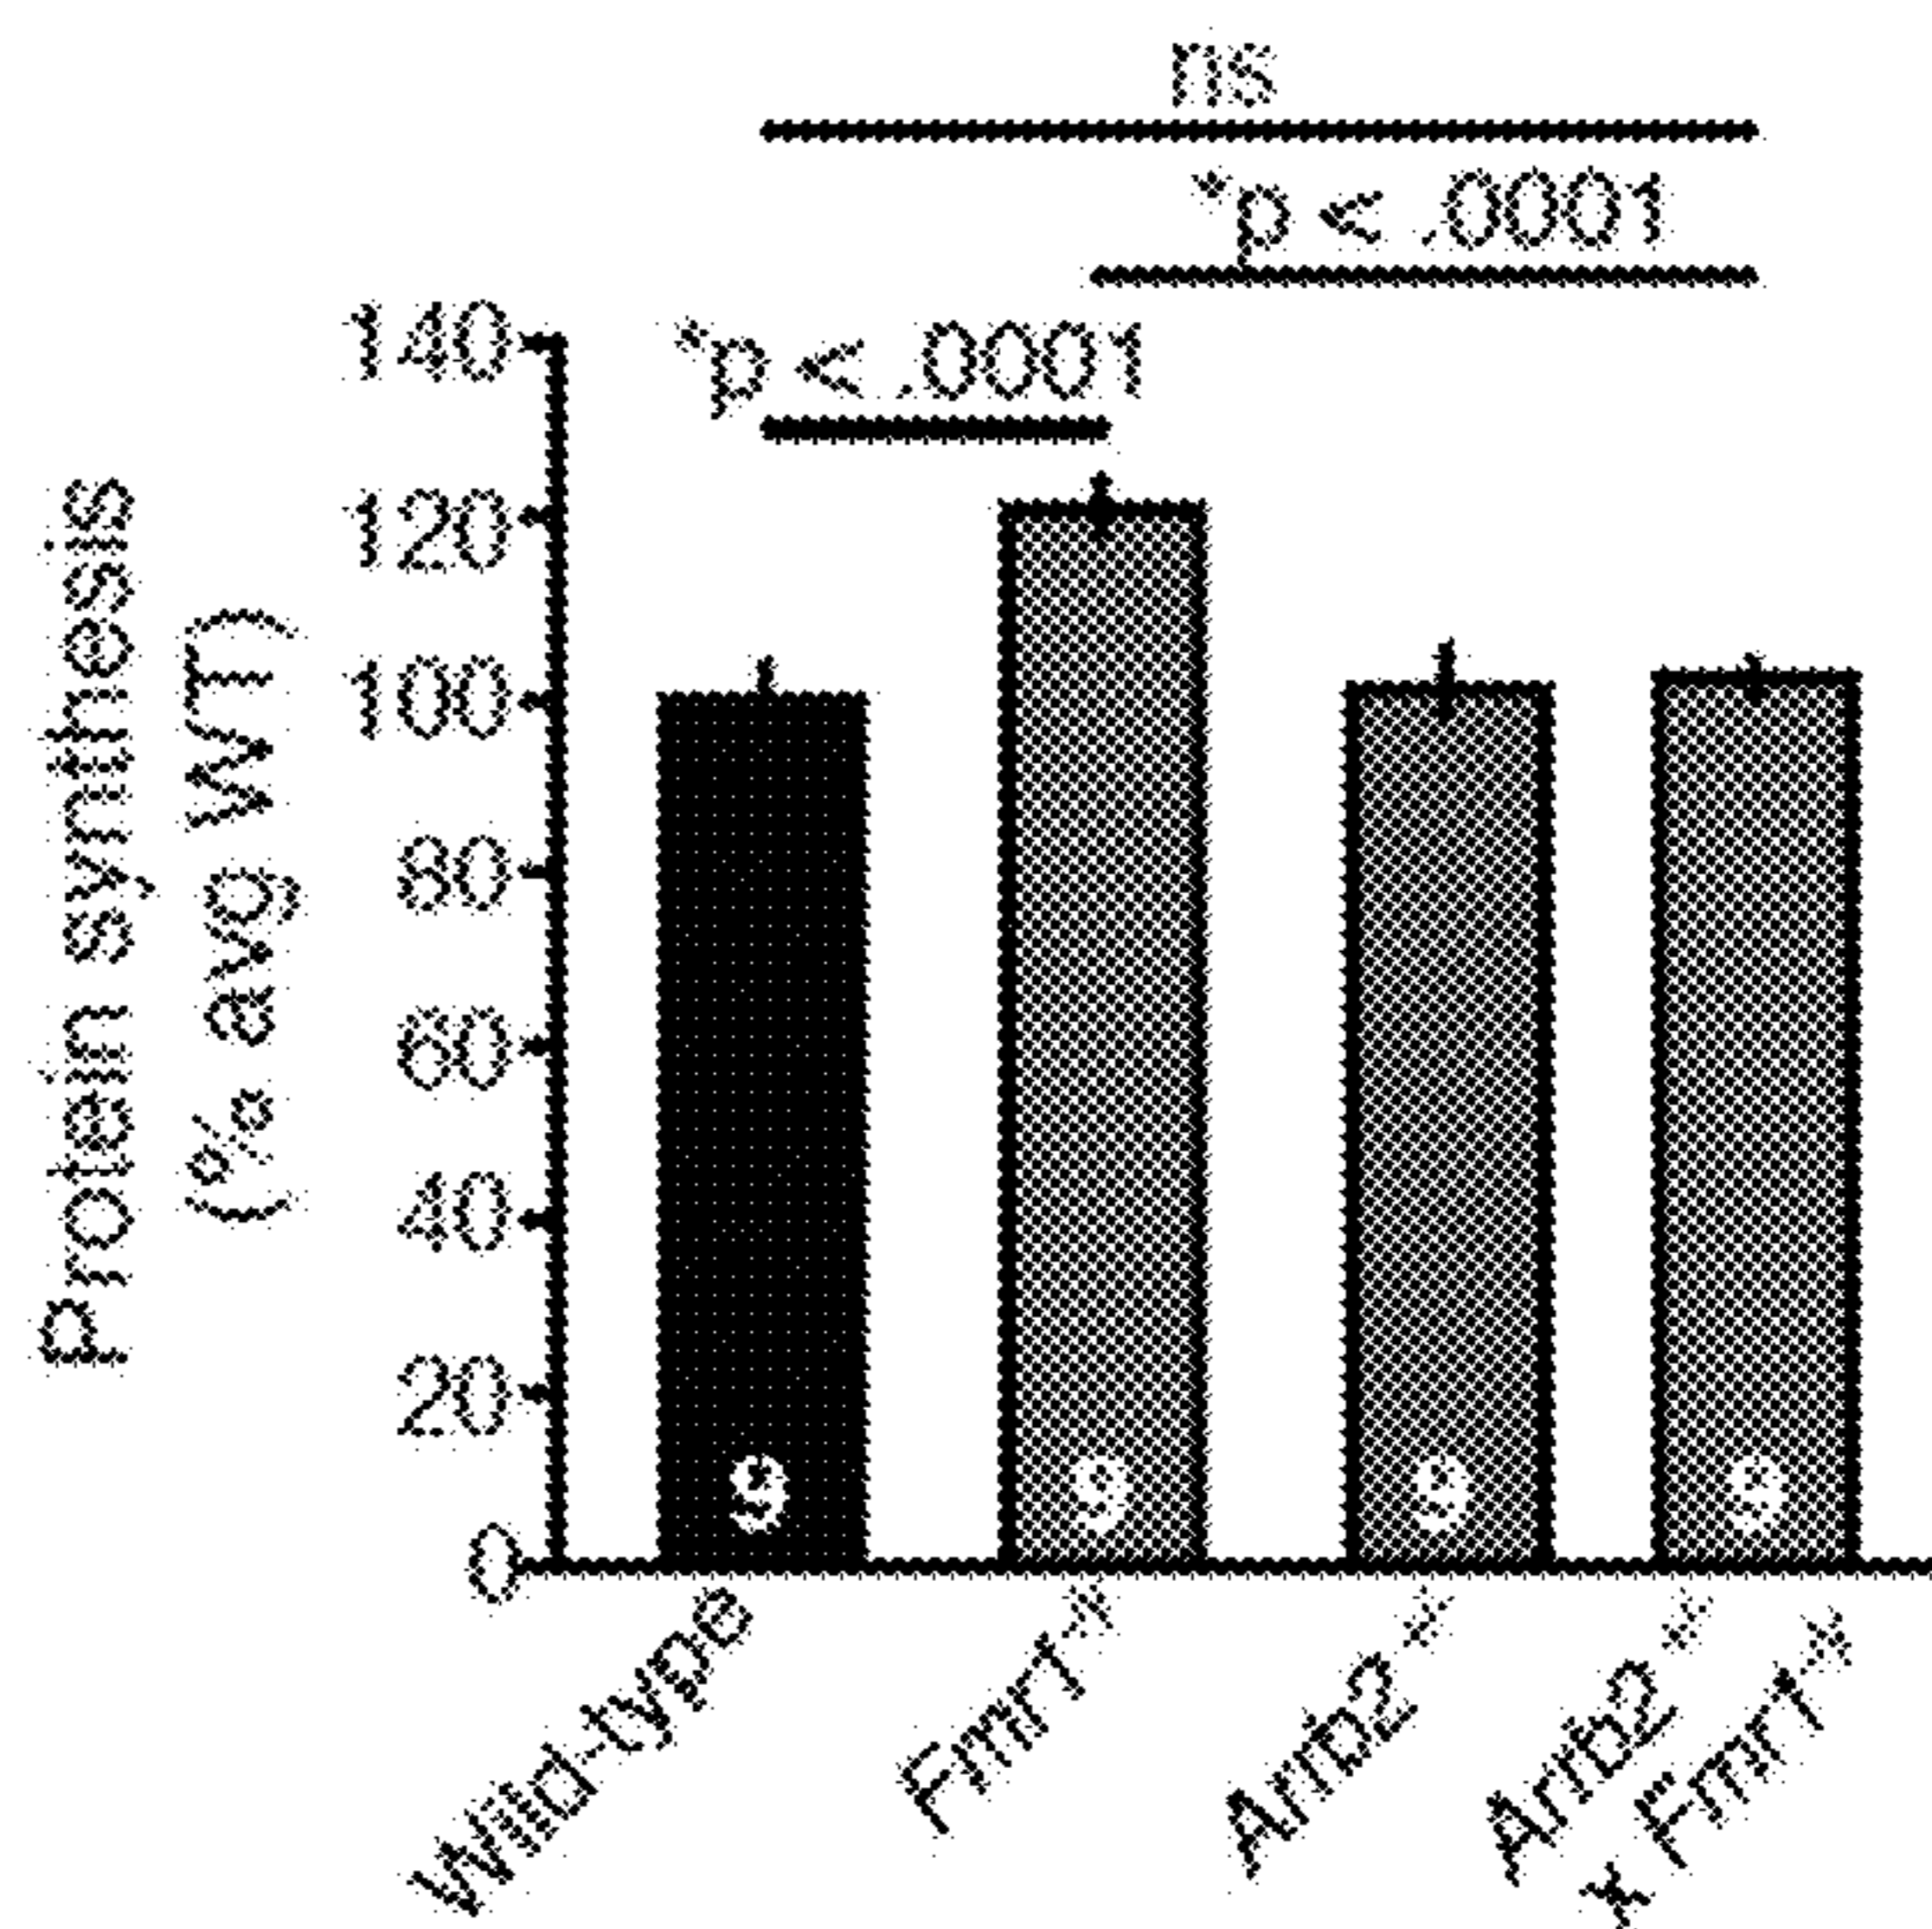 ns
*p < .0001
*p < .0001
Protein synthesis
(% avg WT)
140
120
100
80
60
40
20
0
9
9
9
9
Wild-type
Fmr1
Arrb2
Arrb2
x Fmr1